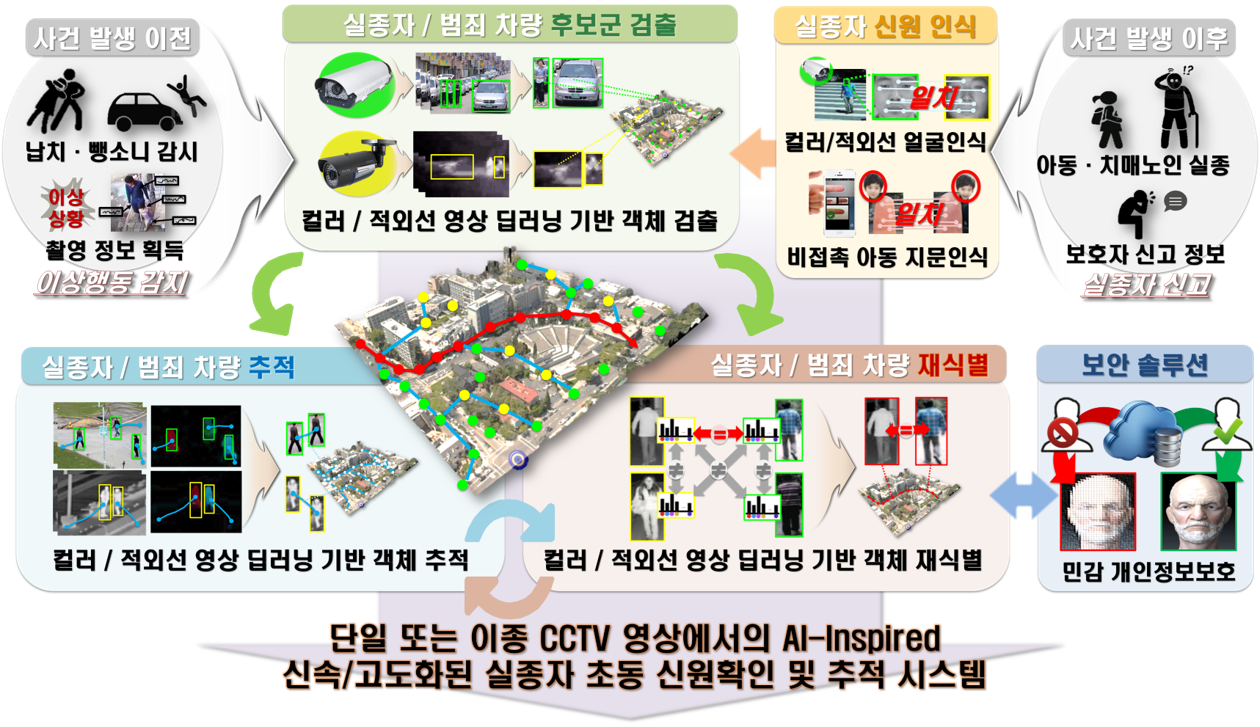 사건 발생 이전
납치 · 뺑소니 감시
이상
상황
촬영 정보 획득
이상행동 감지
실종자 / 범죄 차량 후보군 검출
컬러 / 적외선 영상 딥러닝 기반 객체 검출
실종자 신원 인식
일치
컬러/적외선 얼굴인식
일치
비접촉 아동 지문인식
사건 발생 이후
!?
아동 · 치매노인 실종
보호자 신고 정보
실종자 신고
실종자 / 범죄 차량 추적
컬러 / 적외선 영상 딥러닝 기반 객체 추적
실종자 / 범죄 차량 재식별
컬러 / 적외선 영상 딥러닝 기반 객체 재식별
보안 솔루션
민감 개인정보보호
단일 또는 이종 CCTV 영상에서의 AI-Inspired
신속/고도화된 실종자 초동 신원확인 및 추적 시스템